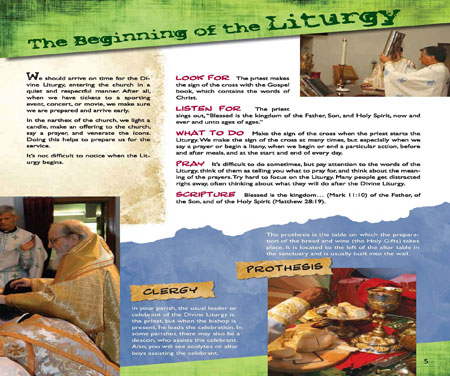 The Beginning of the Liturgy
We should arrive on time for the Di-
vine Liturgy, entering the church in a
quiet and respectful manner. After all,
when we have tickets to a sporting
event, concert, or movie, we make sure
we are prepared and arrive early.
In the narthex of the church, we light a
candle, make an offering to the church,
say a prayer, and venerate the icons.
Doing this helps to prepare us for the
service.
It's not difficult to notice when the Lit-
urgy begins.
LOOK FOR The priest makes
the sign of the cross with the Gospel
book, which contains the words of
Christ.
LISTEN FOR The priest
sings out, "Blessed is the kingdom of the Father, Son, and Holy Spirit, now and
ever and unto ages of ages."
WHAT TO DO Make the sign of the cross when the priest starts the
Liturgy. We make the sign of the cross at many times, but especially when we
say a prayer or begin a litany, when we begin or end a particular action, before
and after meals, and at the start and end of every day.
PRAY It's difficult to do sometimes, but pay attention to the words of the
Liturgy, think of them as telling you what to pray for, and think about the mean-
ing of the prayers. Try hard to focus on the Liturgy. Many people get distracted
right away, often thinking about what they will do after the Divine Liturgy.
SCRIPTURE Blessed is the kingdom... (Mark 11:10) of the Father, of
the Son, and of the Holy Spirit (Matthew 28:19).
CLERGY
In your parish, the usual leader or
celebrant of the Divine Liturgy is
the priest, but when the bishop is
present, he leads the celebration. In
some parishes, there may also be a
deacon, who assists the celebrant.
Also, you will see acolytes or altar
boys assisting the celebrant.
The prothesis is the table on which the prepara-
tion of the bread and wine (the Holy Gifts) takes
place. It is located to the left of the altar table in
the sanctuary and is usually built into the wall.
PROTHESIS
5